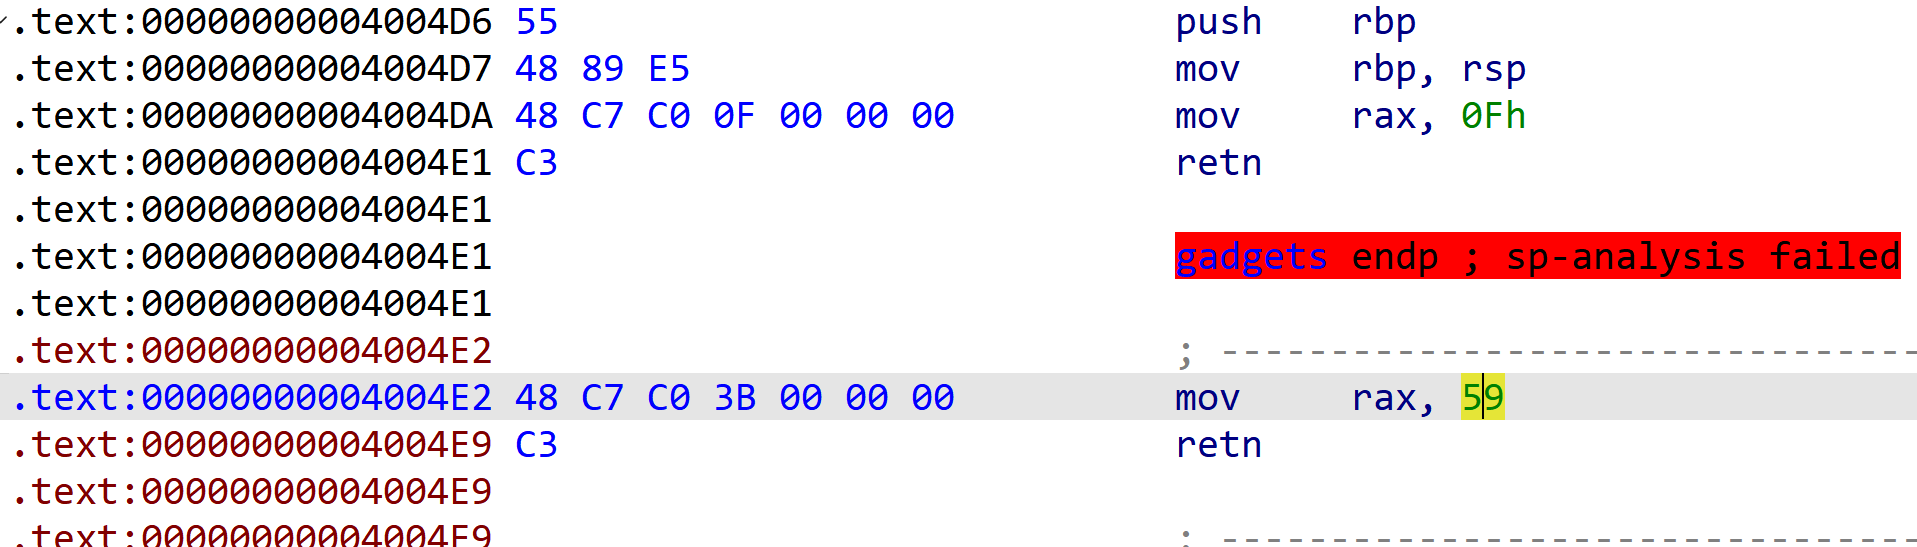 .text:00000000004004D6 55 push rbp
.text:00000000004004D7 48 89 E5 mov rbp, rsp
.text:00000000004004DA 48 C7 C0 0F 00 00 00 mov rax, 0Fh
.text:00000000004004E1 C3 retn
.text:00000000004004E1
.text:00000000004004E1 gadgets endp ; sp-analysis failed
.text:00000000004004E1
.text:00000000004004E2 ; --------------------------------
.text:00000000004004E2 48 C7 C0 3B 00 00 00 mov rax, 59
.text:00000000004004E9 C3 retn
.text:00000000004004E9
.text:00000000004004E9 ; --------------------------------